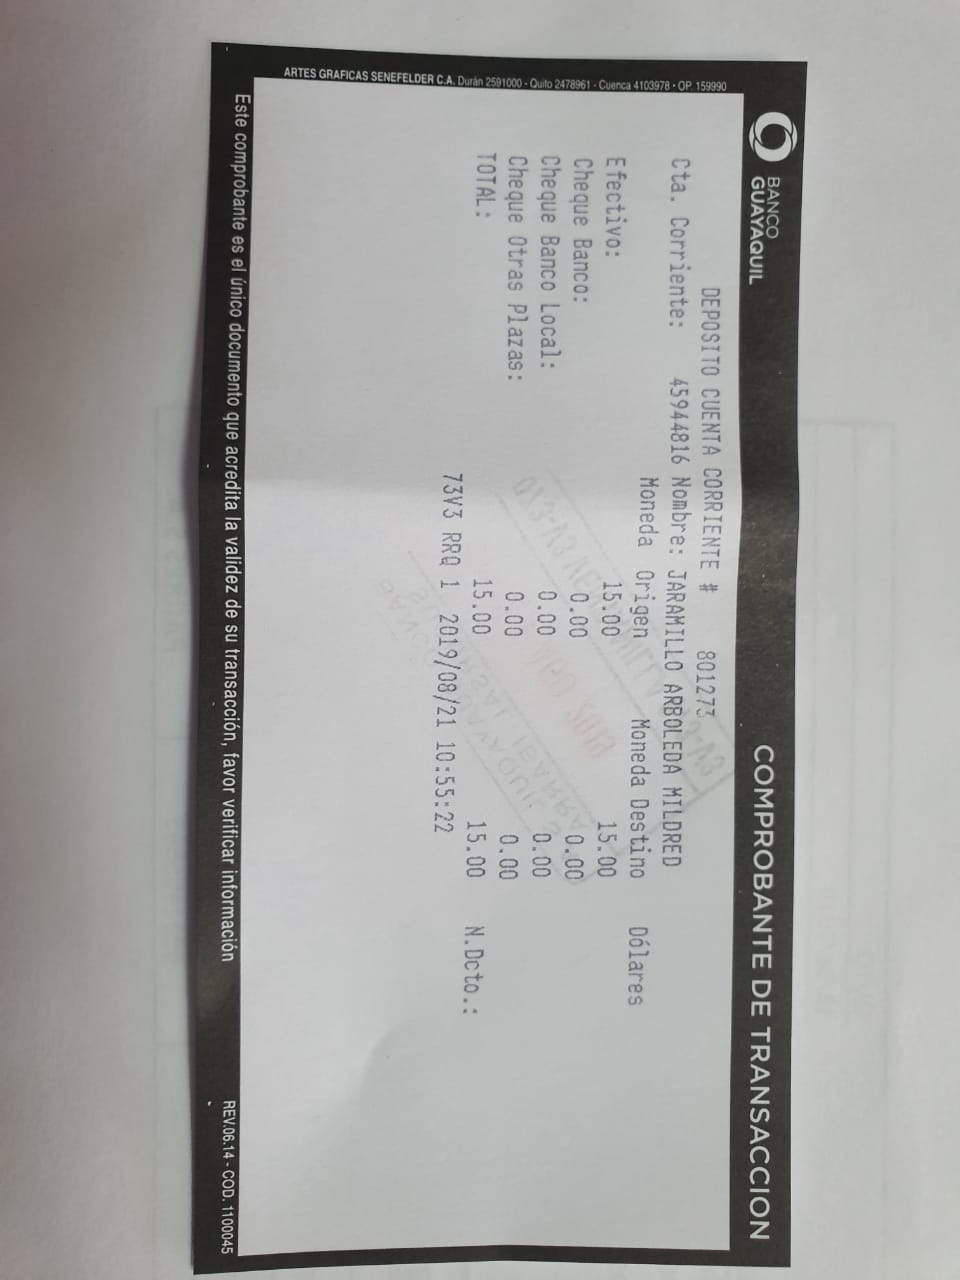 BANCO
GUAYAQUIL
COMPROBANTE DE TRANSACCION
DEPOSITO CUENTA CORRIENTE # 801273
Cta. Corriente: 45944816 Nombre: JARAMILLO ARBOLEDA MILDRED
Moneda Origen Moneda Destino Dólares
Efectivo: 15.00 15.00
Cheque Banco: 0.00 0.00
Cheque Banco Local: 0.00 0.00
Cheque Otras Plazas: 0.00 0.00
TOTAL: 15.00 15.00 N.Dcto.:
73V3 RRQ 1 2019/08/21 10:55:22
ARTES GRAFICAS SENEFELDER C.A. Durán 2591000 - Quito 2478961 - Cuenca 4103978 - OP 159990
Este comprobante es el único documento que acredita la validez de su transacción, favor verificar información
REV.06.14 - COD. 1100045